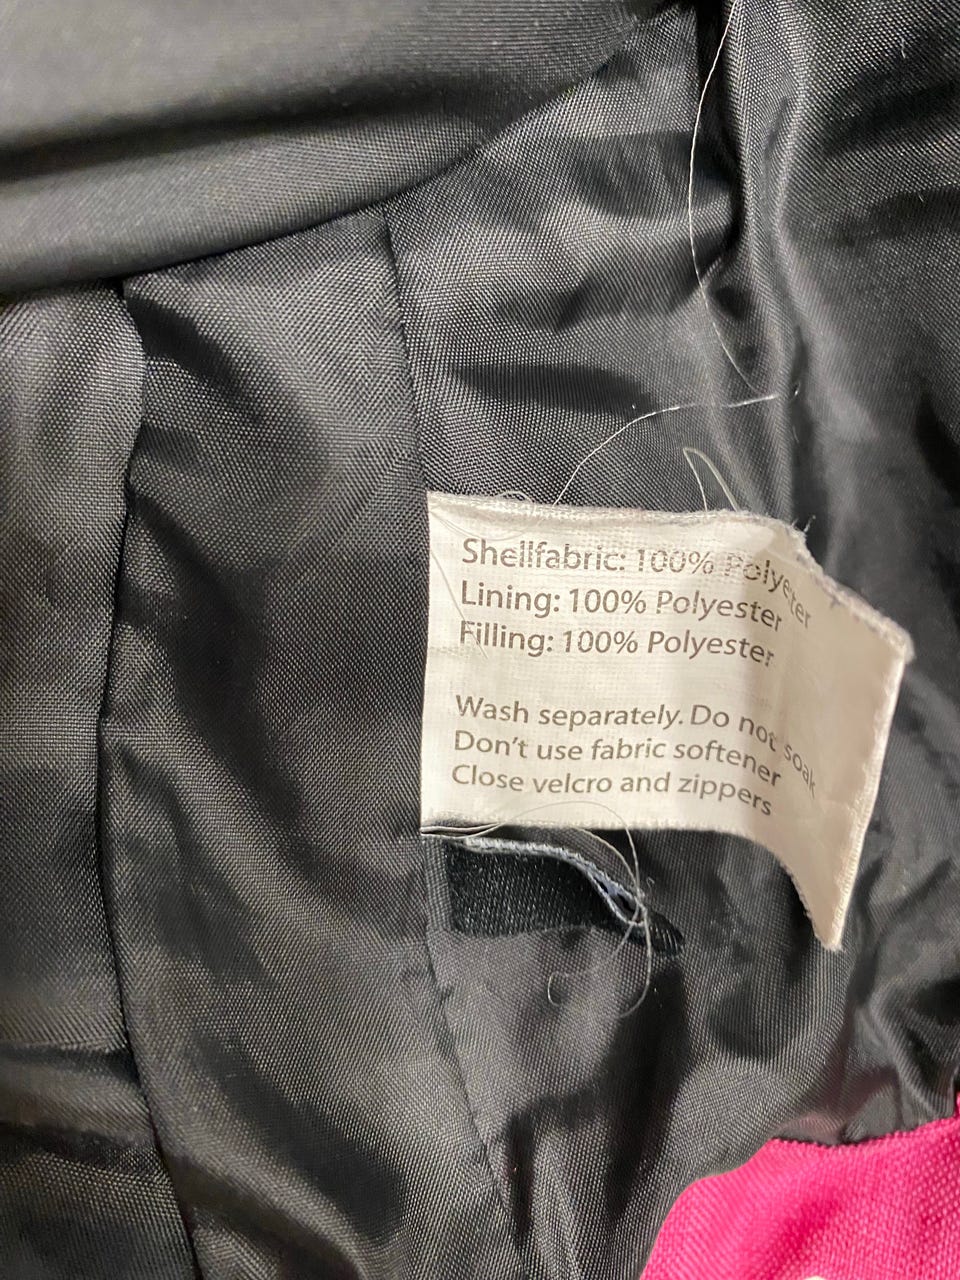 Shellfabric: 100% Polyester
Lining: 100% Polyester
Filling: 100% Polyester
Wash separately. Do not soak
Don't use fabric softener
Close velcro and zippers